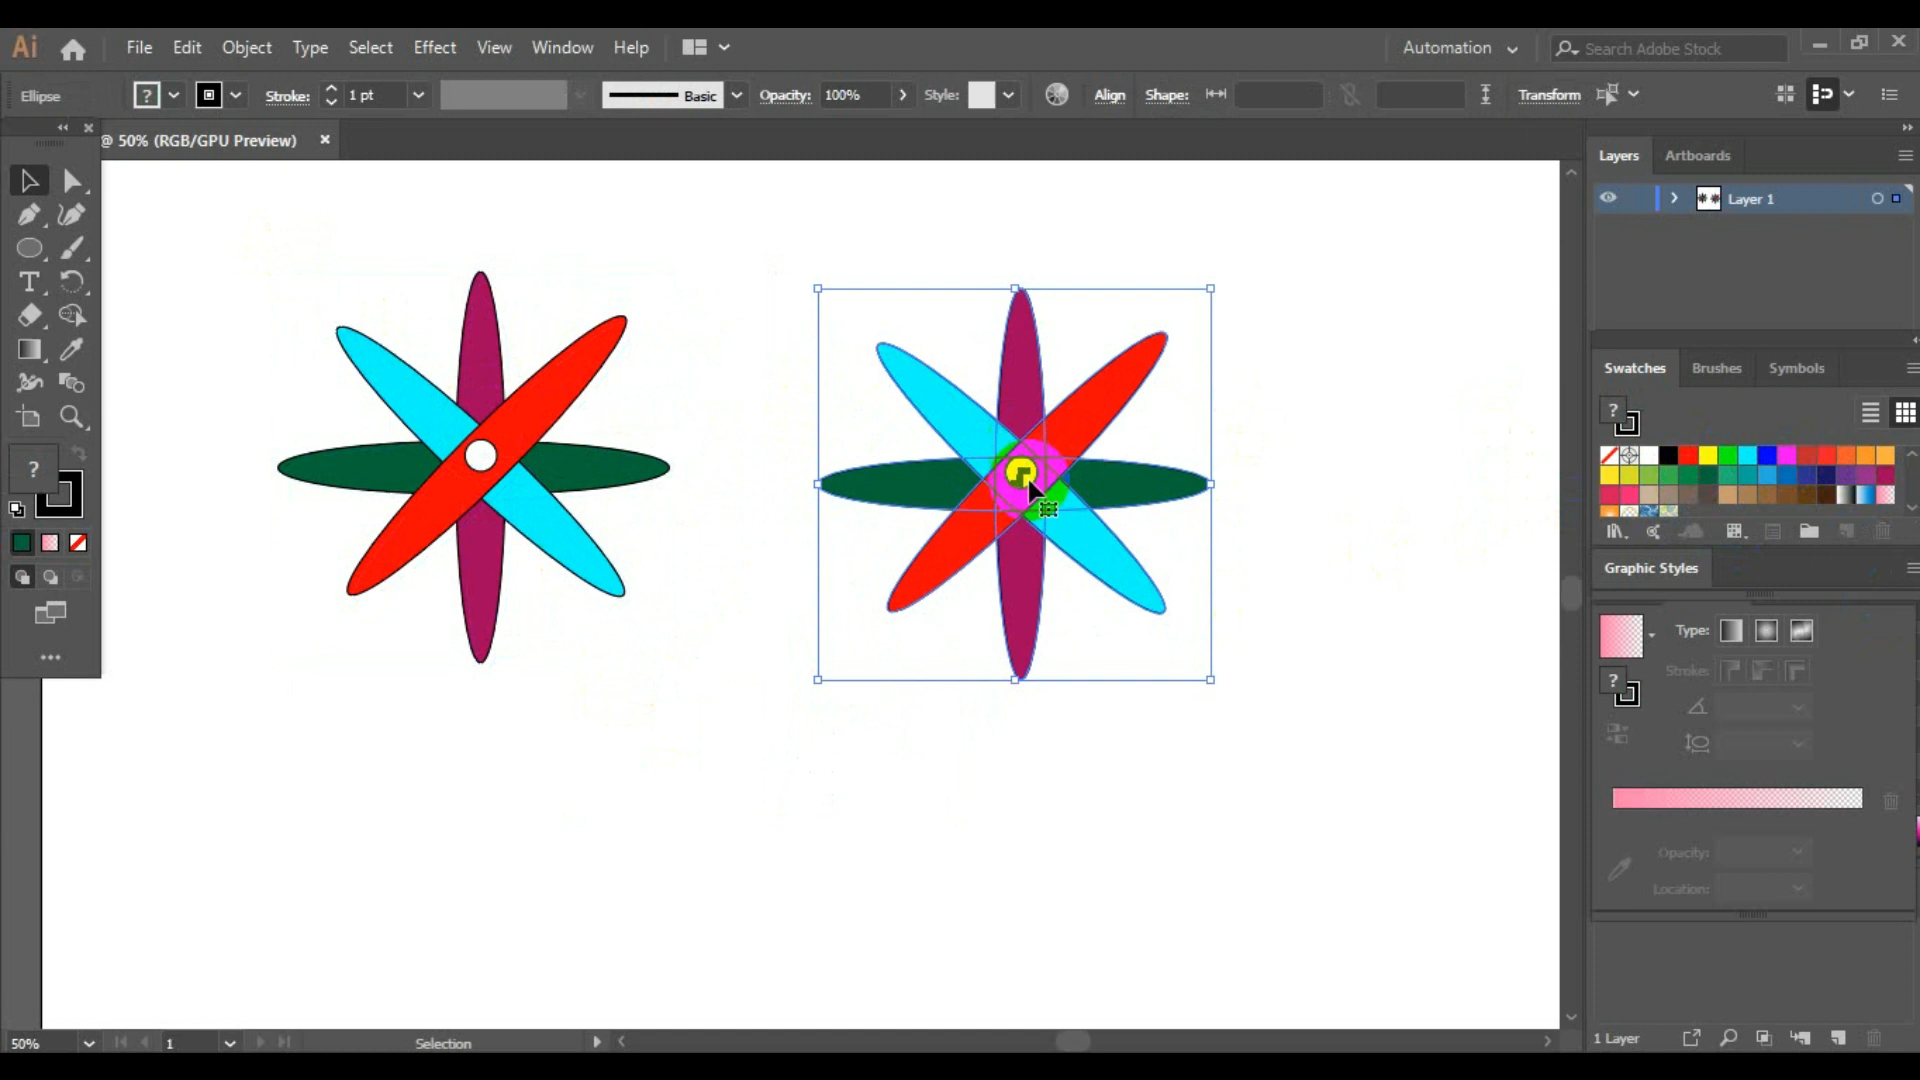 Ai File Edit Object Type Select Effect View Window Help Automation Search Adobe Stock
Ellipse ? Stroke: 1 pt Basic Opacity: 100% Style: Align Shape: Transform
@ 50% (RGB/GPU Preview) ×
Layers Artboards
Layer 1
T
Swatches Brushes Symbols
?
?
Graphic Styles
Type:
Stroke:
?
Opacity:
Location:
50% 1 Selection
1 Layer